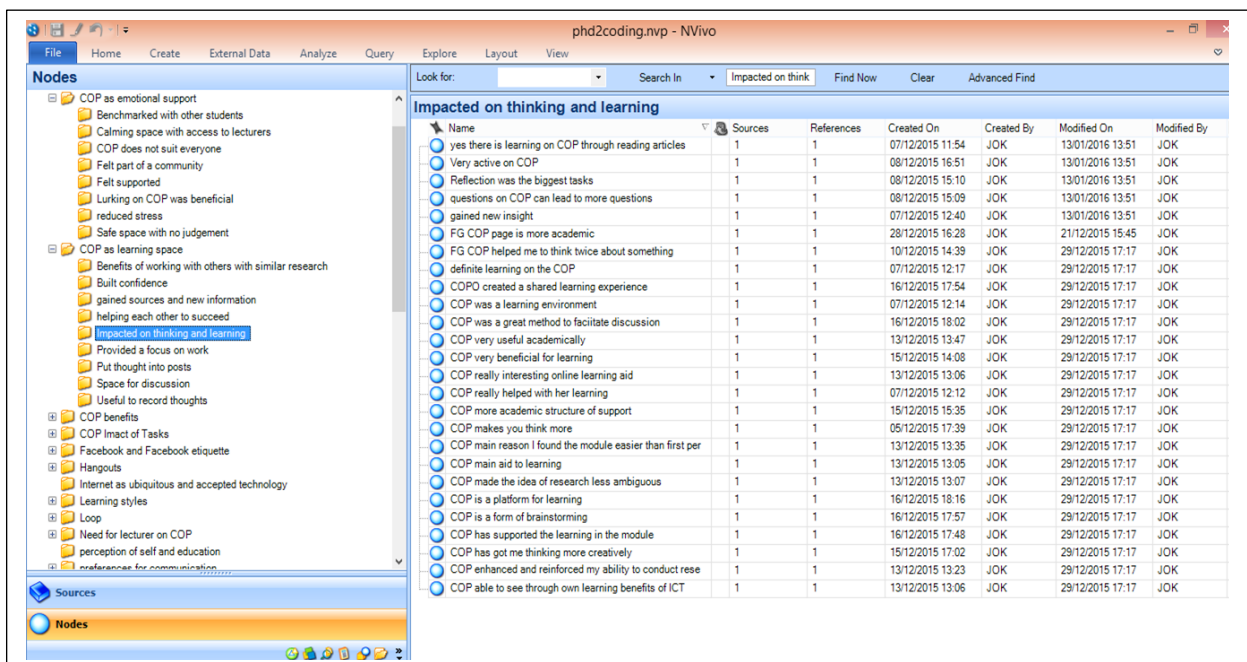 phd2coding.nvp - NVivo
File Home Create External Data Analyze Query Explore Layout View
Nodes
COP as emotional support
Benchmarked with other students
Calming space with access to lecturers
COP does not suit everyone
Felt part of a community
Felt supported
Lurking on COP was beneficial
reduced stress
Safe space with no judgement
COP as learning space
Benefits of working with others with similar research
Built confidence
gained sources and new information
helping each other to succeed
Impacted on thinking and learning
Provided a focus on work
Put thought into posts
Space for discussion
Useful to record thoughts
COP benefits
COP Imact of Tasks
Facebook and Facebook etiquette
Hangouts
Internet as ubiquitous and accepted technology
Learning styles
Loop
Need for lecturer on COP
perception of self and education
preferences for communication
Sources
Nodes
Look for: Search In Impacted on think Find Now Clear Advanced Find
Impacted on thinking and learning
Name Sources References Created On Created By Modified On Modified By
yes there is learning on COP through reading articles 1 1 07/12/2015 11:54 JOK 13/01/2016 13:51 JOK
Very active on COP 1 1 08/12/2015 16:51 JOK 13/01/2016 13:51 JOK
Reflection was the biggest tasks 1 1 08/12/2015 15:10 JOK 13/01/2016 13:51 JOK
questions on COP can lead to more questions 1 1 08/12/2015 15:09 JOK 13/01/2016 13:51 JOK
gained new insight 1 1 07/12/2015 12:40 JOK 13/01/2016 13:51 JOK
FG COP page is more academic 1 1 28/12/2015 16:28 JOK 21/12/2015 15:45 JOK
FG COP helped me to think twice about something 1 1 10/12/2015 14:39 JOK 29/12/2015 17:17 JOK
definite learning on the COP 1 1 07/12/2015 12:17 JOK 29/12/2015 17:17 JOK
COPO created a shared learning experience 1 1 16/12/2015 17:54 JOK 29/12/2015 17:17 JOK
COP was a learning environment 1 1 07/12/2015 12:14 JOK 29/12/2015 17:17 JOK
COP was a great method to faciitate discussion 1 1 16/12/2015 18:02 JOK 29/12/2015 17:17 JOK
COP very useful academically 1 1 13/12/2015 13:47 JOK 29/12/2015 17:17 JOK
COP very beneficial for learning 1 1 15/12/2015 14:08 JOK 29/12/2015 17:17 JOK
COP really interesting online learning aid 1 1 13/12/2015 13:06 JOK 29/12/2015 17:17 JOK
COP really helped with her learning 1 1 07/12/2015 12:12 JOK 29/12/2015 17:17 JOK
COP more academic structure of support 1 1 15/12/2015 15:35 JOK 29/12/2015 17:17 JOK
COP makes you think more 1 1 05/12/2015 17:39 JOK 29/12/2015 17:17 JOK
COP main reason I found the module easier than first per 1 1 13/12/2015 13:35 JOK 29/12/2015 17:17 JOK
COP main aid to learning 1 1 13/12/2015 13:05 JOK 29/12/2015 17:17 JOK
COP made the idea of research less ambiguous 1 1 13/12/2015 13:07 JOK 29/12/2015 17:17 JOK
COP is a platform for learning 1 1 16/12/2015 18:16 JOK 29/12/2015 17:17 JOK
COP is a form of brainstorming 1 1 16/12/2015 17:57 JOK 29/12/2015 17:17 JOK
COP has supported the learning in the module 1 1 16/12/2015 17:48 JOK 29/12/2015 17:17 JOK
COP has got me thinking more creatively 1 1 15/12/2015 17:02 JOK 29/12/2015 17:17 JOK
COP enhanced and reinforced my ability to conduct rese 1 1 13/12/2015 13:23 JOK 29/12/2015 17:17 JOK
COP able to see through own learning benefits of ICT 1 1 13/12/2015 13:06 JOK 29/12/2015 17:17 JOK